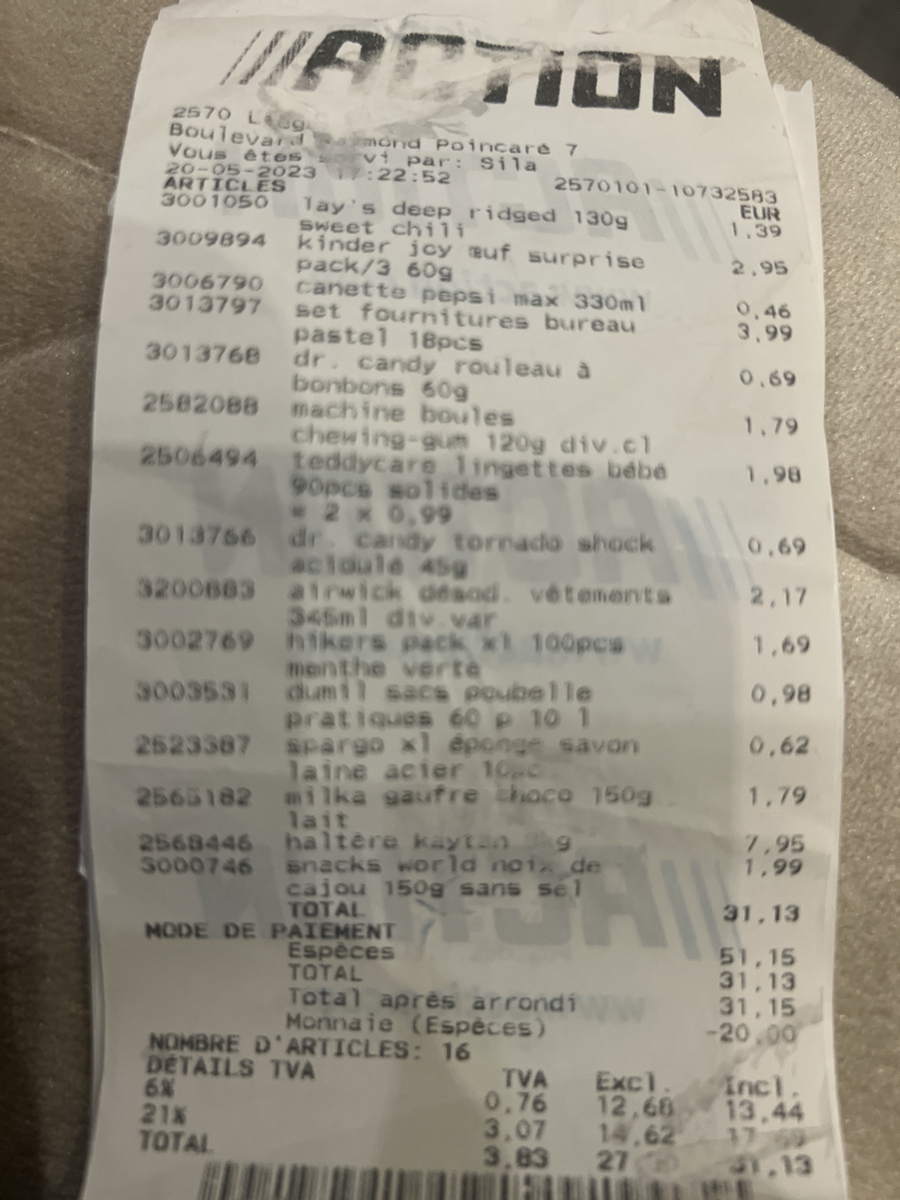 ACTION
2570
Boulevard Poincaré 7
Vous êtes servi par: Sila
20-05-2023 17:22:52 2570101-10732583
ARTICLES EUR
3001050 lay's deep ridged 130g 1,39
sweet chili
3009894 kinder joy œuf surprise 2,95
pack/3 60g
3006790 canette pepsi max 330ml 0,46
3013797 set fournitures bureau 3,99
pastel 18pcs
3013768 dr. candy rouleau à 0,69
bonbons 60g
2582088 machine boules 1,79
chewing-gum 120g div.cl
2506494 teddycare lingettes bébé 1,98
90pcs solides
* 2 x 0,99
3013766 dr. candy tornado shock 0,69
acidulé 45g
3200883 airwick désod. vêtements 2,17
345ml div.var
3002769 hikers pack xl 100pcs 1,69
menthe verte
3003531 dumil sacs poubelle 0,98
pratiques 60 p 10 l
2523387 spargo xl éponge savon 0,62
laine acier
2565182 milka gaufre choco 150g 1,79
lait
2568446 haltère 7,95
3000746 snacks world noix de 1,99
cajou 150g sans sel
TOTAL 31,13
MODE DE PAIEMENT
Espèces 51,15
TOTAL 31,13
Total après arrondi 31,15
Monnaie (Espèces) -20,00
NOMBRE D'ARTICLES: 16
DÉTAILS TVA TVA Excl. Incl.
6% 0,76 12,68 13,44
21% 3,07 14,62
TOTAL 3,83 31,13